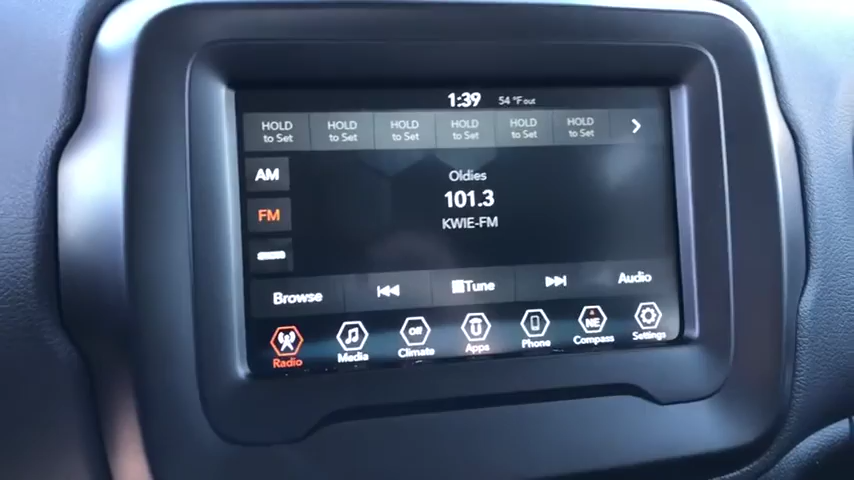 1:39 54 °F out
HOLD to Set HOLD to Set HOLD to Set HOLD to Set HOLD to Set HOLD to Set
AM
Oldies
101.3
FM
KWIE-FM
Browse Tune Audio
Radio Media Off Climate Apps Phone NE Compass Settings